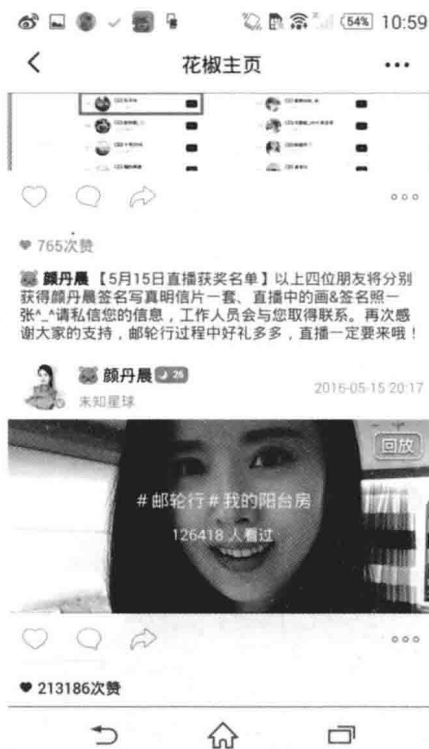 54% 10:59
花椒主页
765次赞
颜丹晨【5月15日直播获奖名单】以上四位朋友将分别
获得颜丹晨签名写真明信片一套、直播中的画&签名照一
张^_^请私信您的信息，工作人员会与您取得联系。再次感
谢大家的支持，邮轮行过程中好礼多多，直播一定要来哦！
颜丹晨 26
2016-05-15 20:17
未知星球
回放
#邮轮行#我的阳台房
126418 人看过
213186次赞